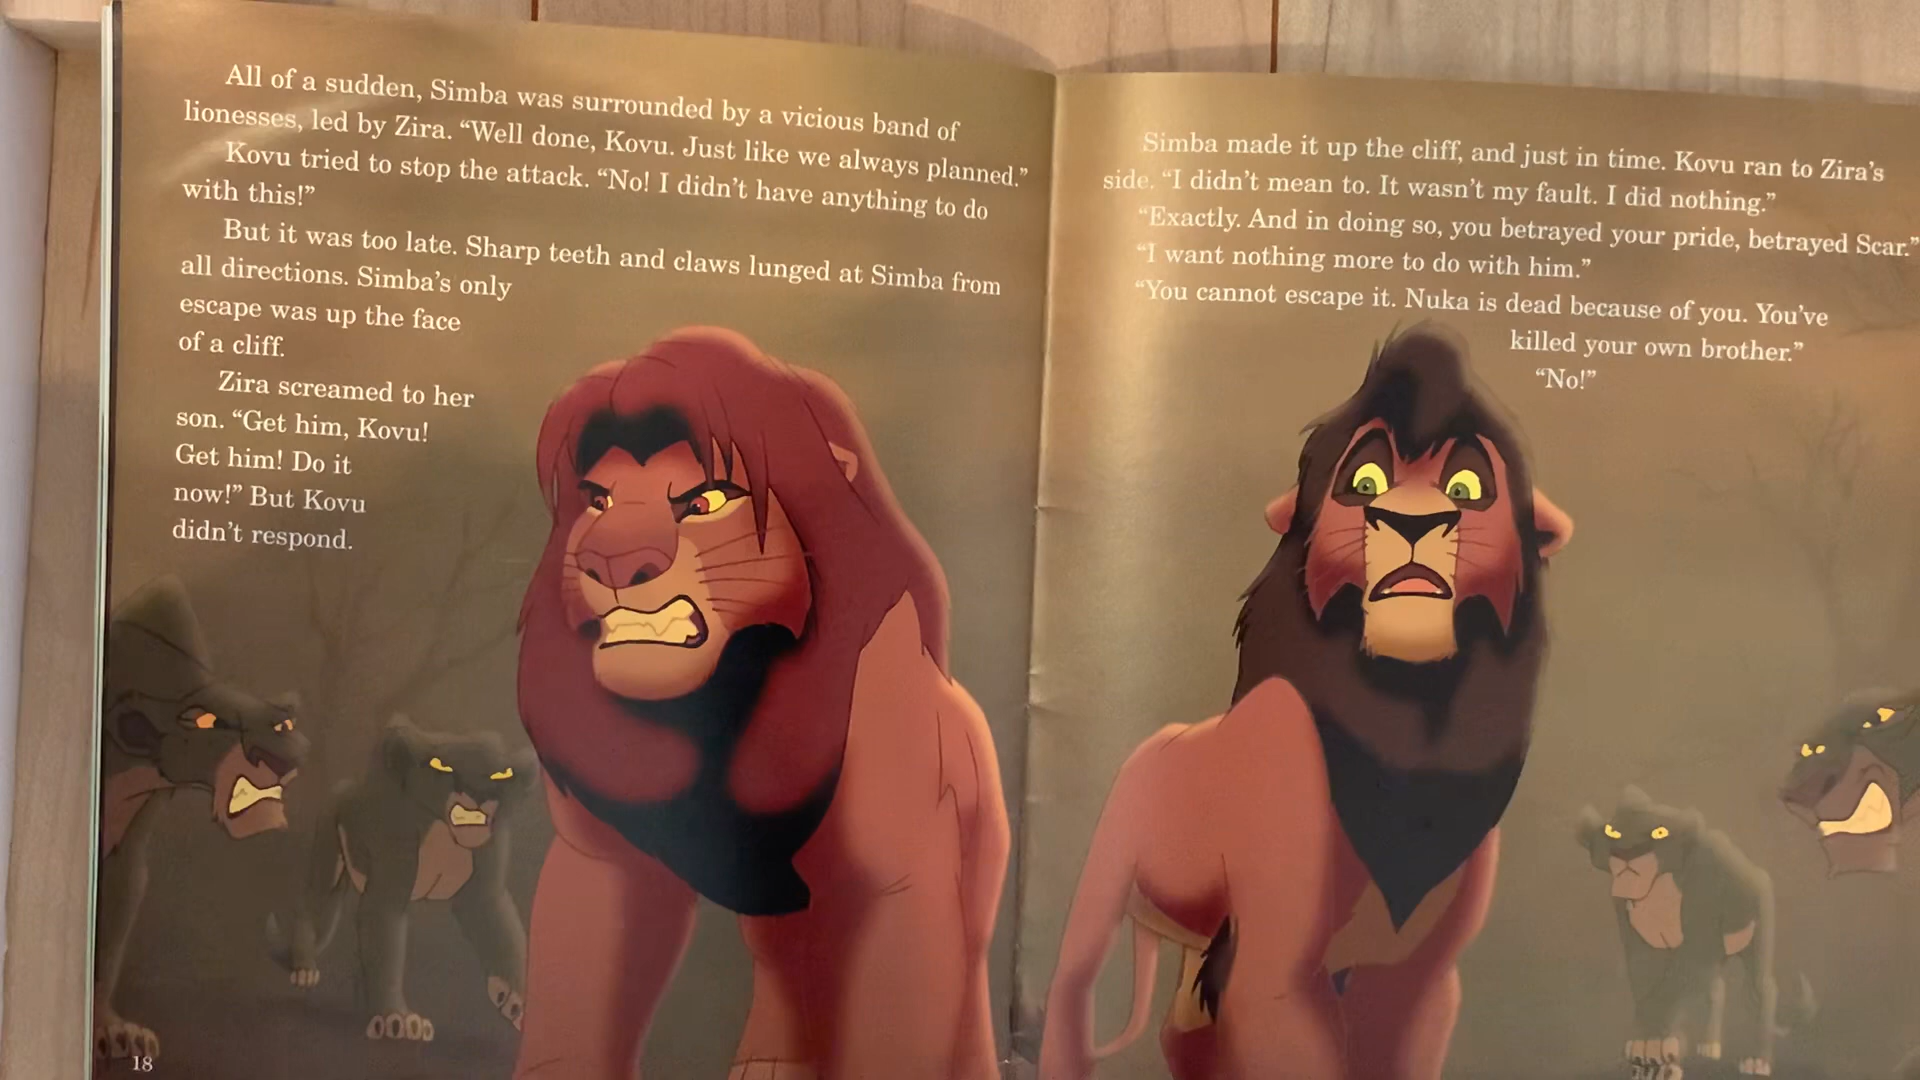 All of a sudden, Simba was surrounded by a vicious band of
lionesses, led by Zira. “Well done, Kovu. Just like we always planned.”
Kovu tried to stop the attack. “No! I didn’t have anything to do
with this!”
But it was too late. Sharp teeth and claws lunged at Simba from
all directions. Simba’s only
escape was up the face
of a cliff.
Zira screamed to her
son. “Get him, Kovu!
Get him! Do it
now!” But Kovu
didn’t respond.
18
Simba made it up the cliff, and just in time. Kovu ran to Zira’s
side. “I didn’t mean to. It wasn’t my fault. I did nothing.”
“Exactly. And in doing so, you betrayed your pride, betrayed Scar.”
“I want nothing more to do with him.”
“You cannot escape it. Nuka is dead because of you. You’ve
killed your own brother.”
“No!”